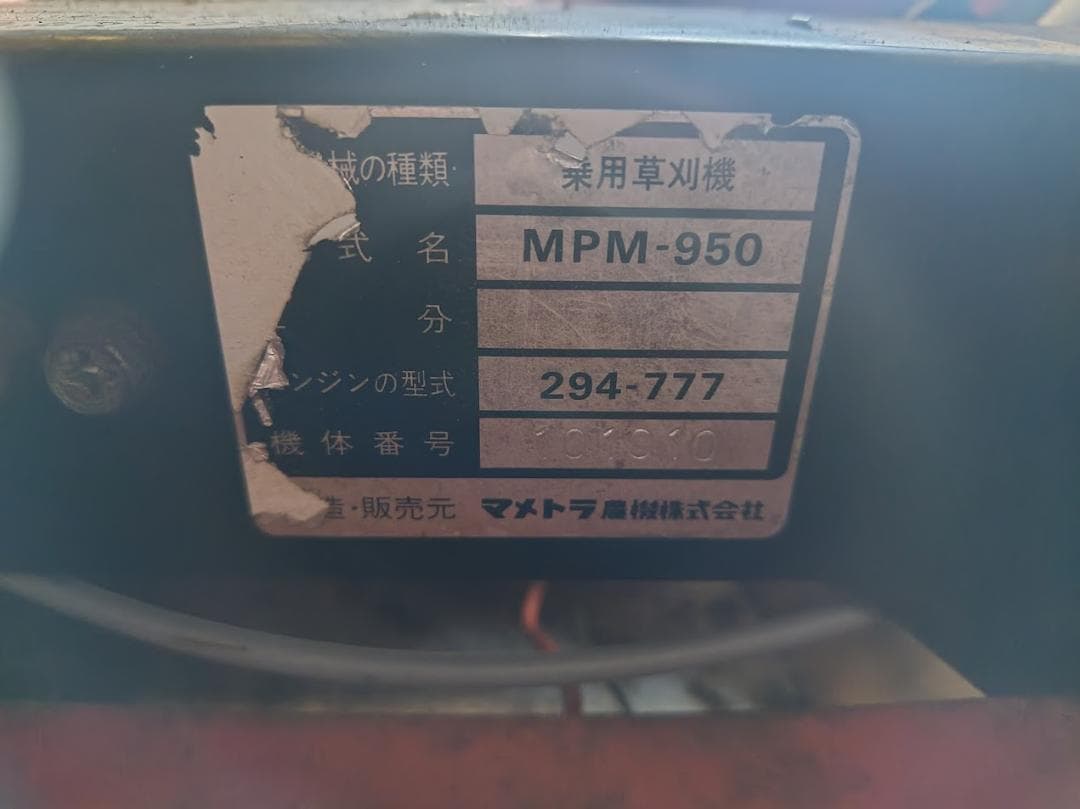 械の種類 乗用草刈機
式 名 MPM-950
分
ンジンの型式 294-777
機体番号 101910
造・販売元 マメトラ農機株式会社